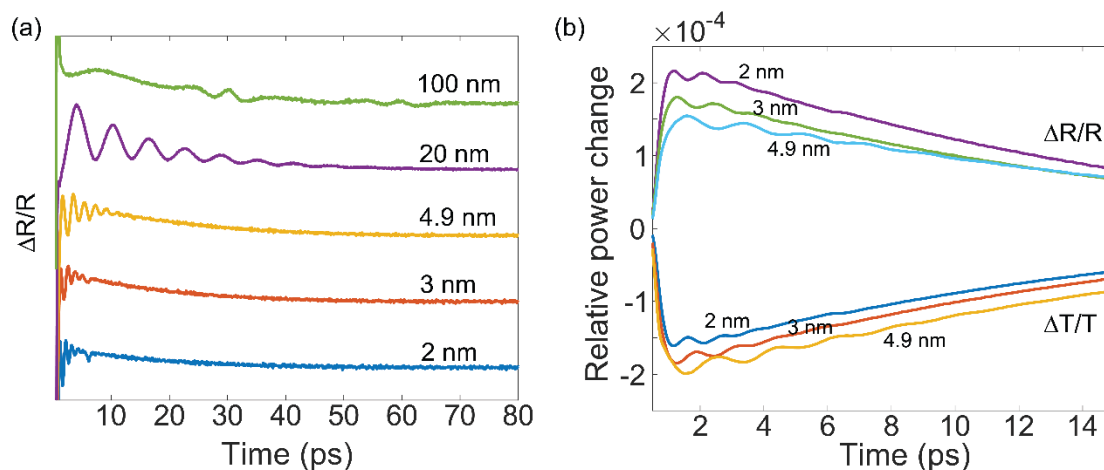 (a)
100 nm
20 nm
4.9 nm
3 nm
2 nm
ΔR/R
10 20 30 40 50 60 70 80
Time (ps)
(b)
×10⁻⁴
2 nm
3 nm
4.9 nm
ΔR/R
2 nm
3 nm
4.9 nm
ΔT/T
2
1
0
-1
-2
Relative power change
2 4 6 8 10 12 14
Time (ps)